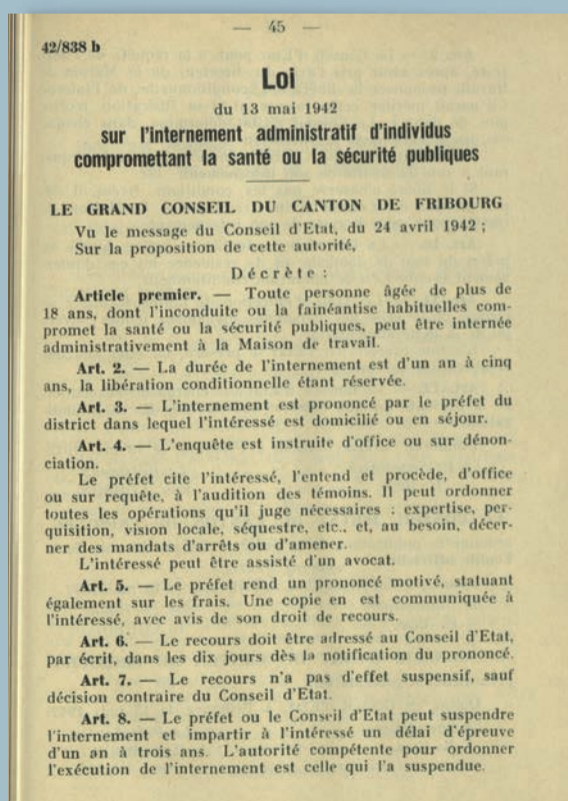 — 45 —
42/838 b
Loi
du 13 mai 1942
sur l'internement administratif d'individus
compromettant la santé ou la sécurité publiques
LE GRAND CONSEIL DU CANTON DE FRIBOURG
Vu le message du Conseil d'Etat, du 24 avril 1942 ;
Sur la proposition de cette autorité,
Décrète :
Article premier. — Toute personne âgée de plus de
18 ans, dont l'inconduite ou la fainéantise habituelles com-
promet la santé ou la sécurité publiques, peut être internée
administrativement à la Maison de travail.
Art. 2. — La durée de l'internement est d'un an à cinq
ans, la libération conditionnelle étant réservée.
Art. 3. — L'internement est prononcé par le préfet du
district dans lequel l'intéressé est domicilié ou en séjour.
Art. 4. — L'enquête est instruite d'office ou sur dénon-
ciation.
Le préfet cite l'intéressé, l'entend et procède, d'office
ou sur requête, à l'audition des témoins. Il peut ordonner
toutes les opérations qu'il juge nécessaires : expertise, per-
quisition, vision locale, séquestre, etc.. et, au besoin, décer-
ner des mandats d'arrêts ou d'amener.
L'intéressé peut être assisté d'un avocat.
Art. 5. — Le préfet rend un prononcé motivé, statuant
également sur les frais. Une copie en est communiquée à
l'intéressé, avec avis de son droit de recours.
Art. 6. — Le recours doit être adressé au Conseil d'Etat,
par écrit, dans les dix jours dès la notification du prononcé.
Art. 7. — Le recours n'a pas d'effet suspensif, sauf
décision contraire du Conseil d'Etat.
Art. 8. — Le préfet ou le Conseil d'Etat peut suspendre
l'internement et impartir à l'intéressé un délai d'épreuve
d'un an à trois ans. L'autorité compétente pour ordonner
l'exécution de l'internement est celle qui l'a suspendue.